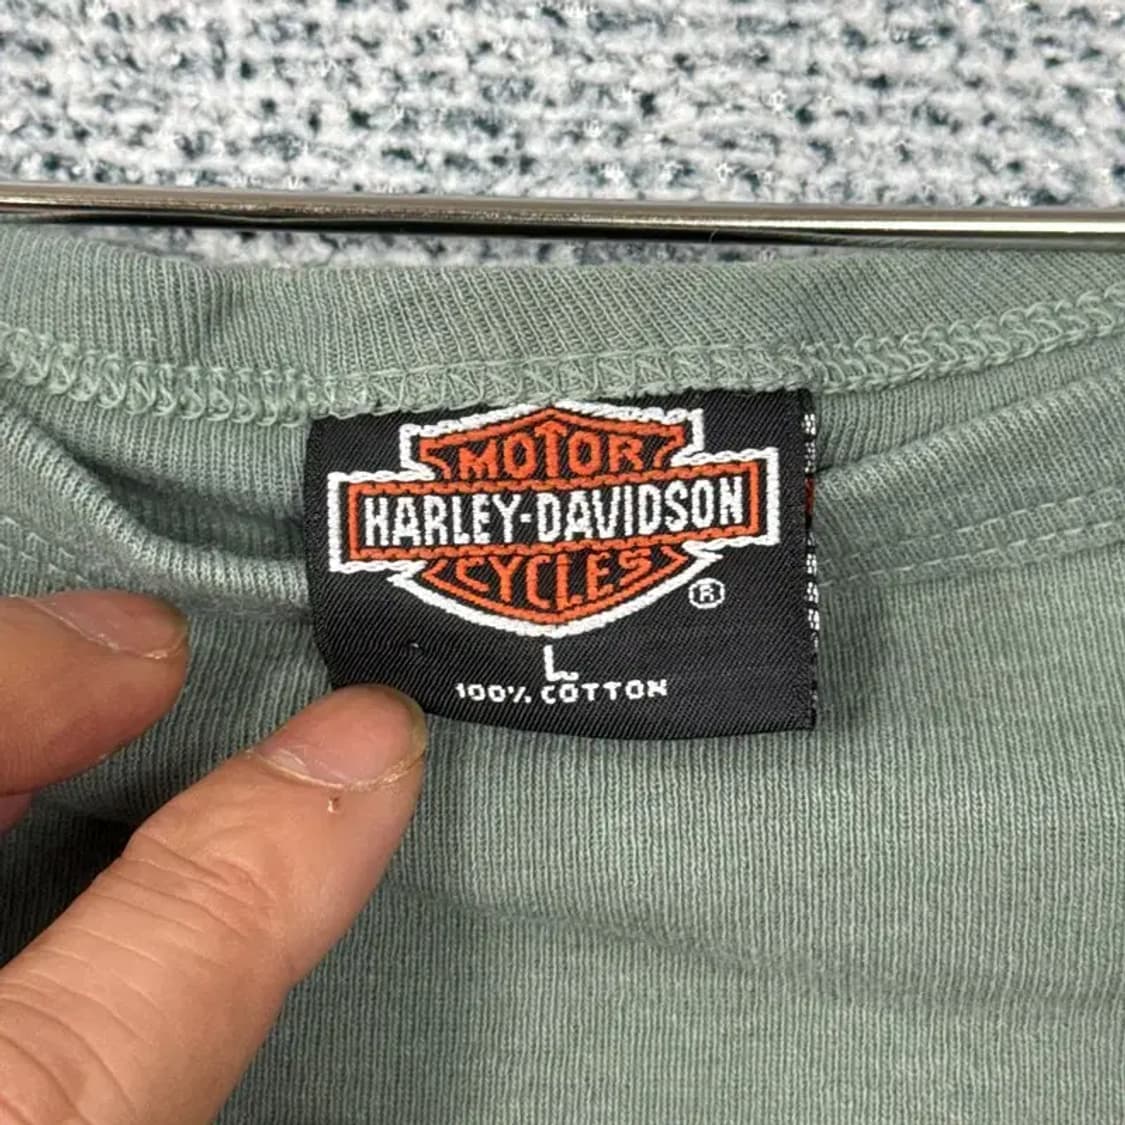 MOTOR
HARLEY-DAVIDSON
CYCLES
®
L
100% COTTON